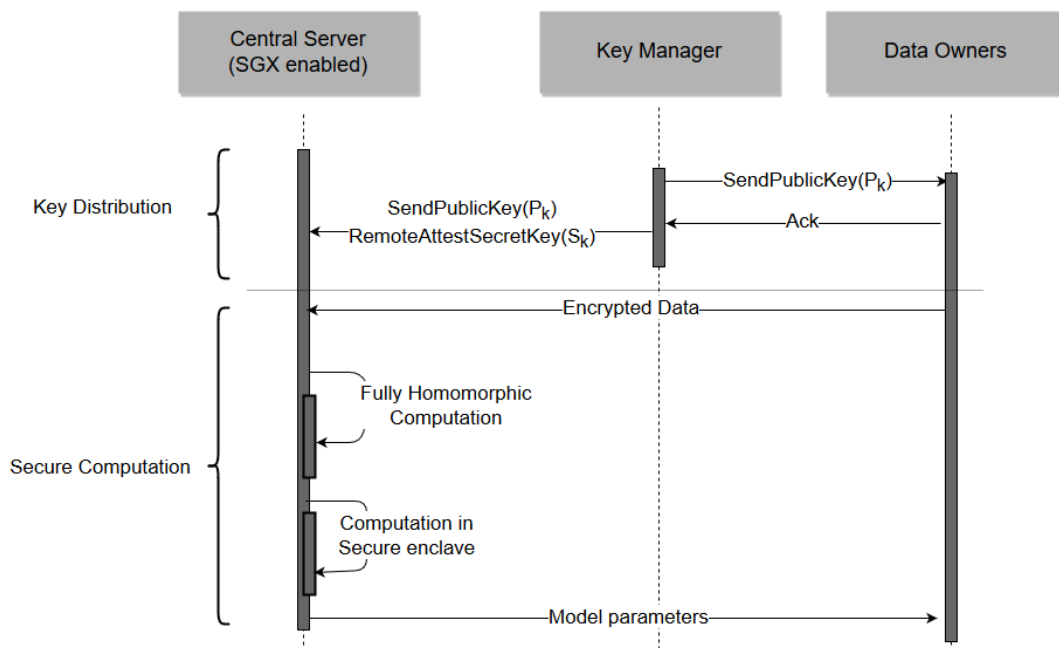 Central Server
(SGX enabled)
Key Manager
Data Owners
Key Distribution
SendPublicKey(Pk)
SendPublicKey(Pk)
RemoteAttestSecretKey(Sk)
Ack
Encrypted Data
Fully Homomorphic
Computation
Secure Computation
Computation in
Secure enclave
Model parameters